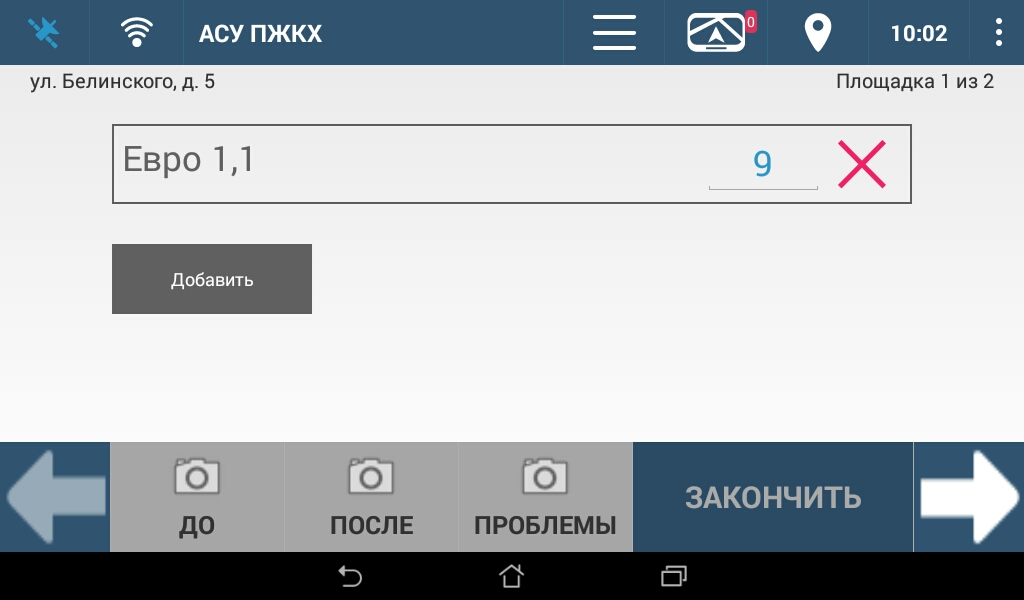 АСУ ПЖКХ
0
10:02
ул. Белинского, д. 5
Площадка 1 из 2
Евро 1,1
9
Добавить
ДО
ПОСЛЕ
ПРОБЛЕМЫ
ЗАКОНЧИТЬ